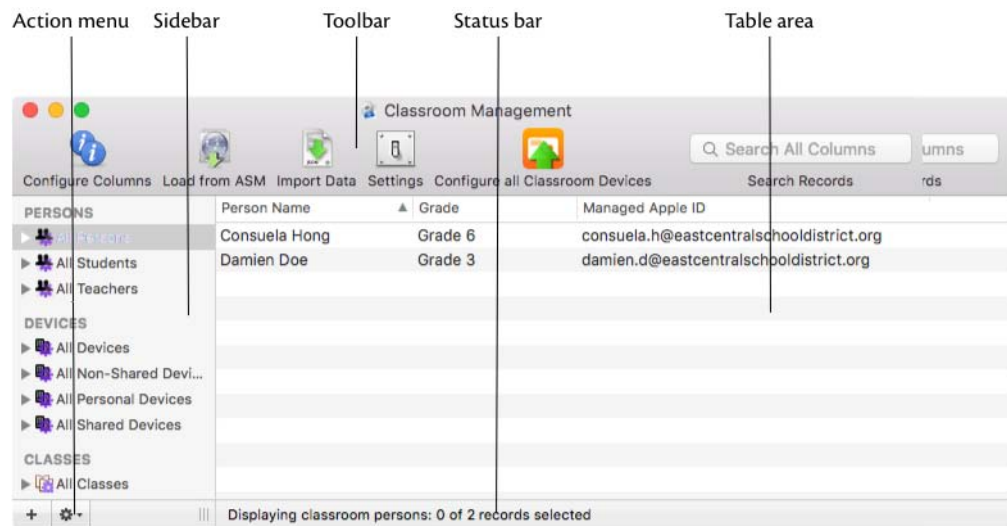 Action menu Sidebar Toolbar Status bar Table area
Classroom Management
Search All Columns umns
Configure Columns Load from ASM Import Data Settings Configure all Classroom Devices Search Records rds
PERSONS Person Name Grade Managed Apple ID
All Persons Consuela Hong Grade 6 consuela.h@eastcentralschooldistrict.org
All Students Damien Doe Grade 3 damien.d@eastcentralschooldistrict.org
All Teachers
DEVICES
All Devices
All Non-Shared Devi...
All Personal Devices
All Shared Devices
CLASSES
All Classes
Displaying classroom persons: 0 of 2 records selected